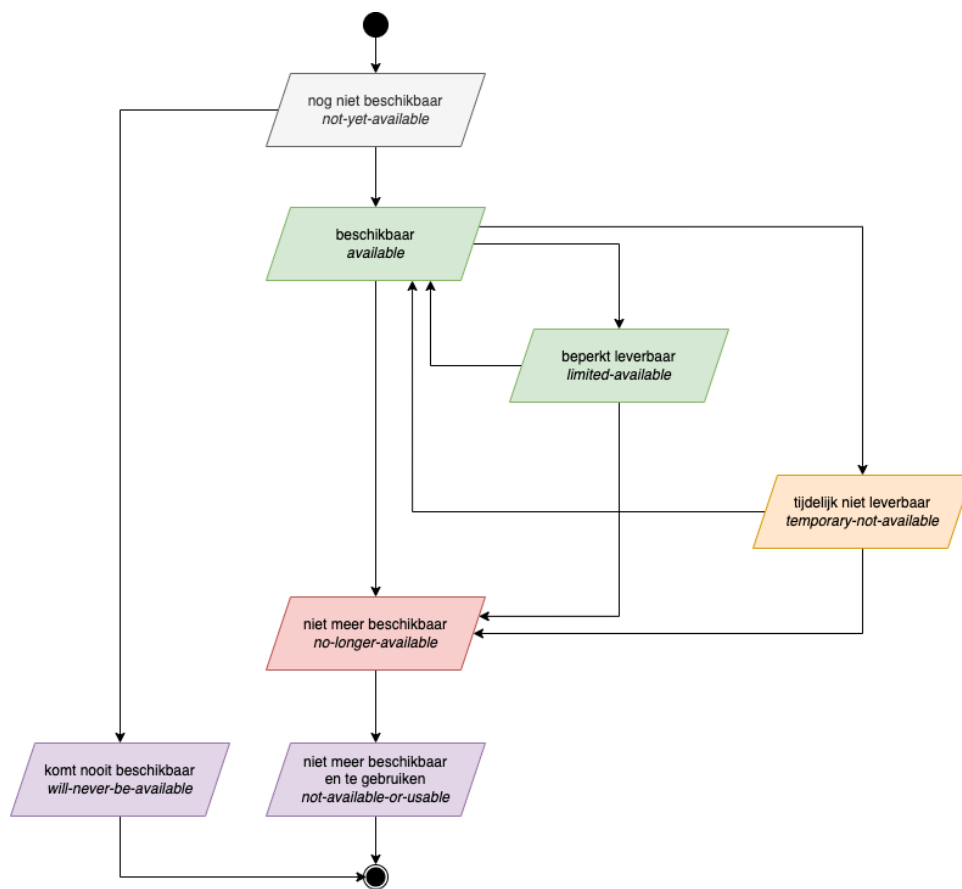 nog niet beschikbaar
not-yet-available
beschikbaar
available
beperkt leverbaar
limited-available
tijdelijk niet leverbaar
temporary-not-available
niet meer beschikbaar
no-longer-available
komt nooit beschikbaar
will-never-be-available
niet meer beschikbaar
en te gebruiken
not-available-or-usable